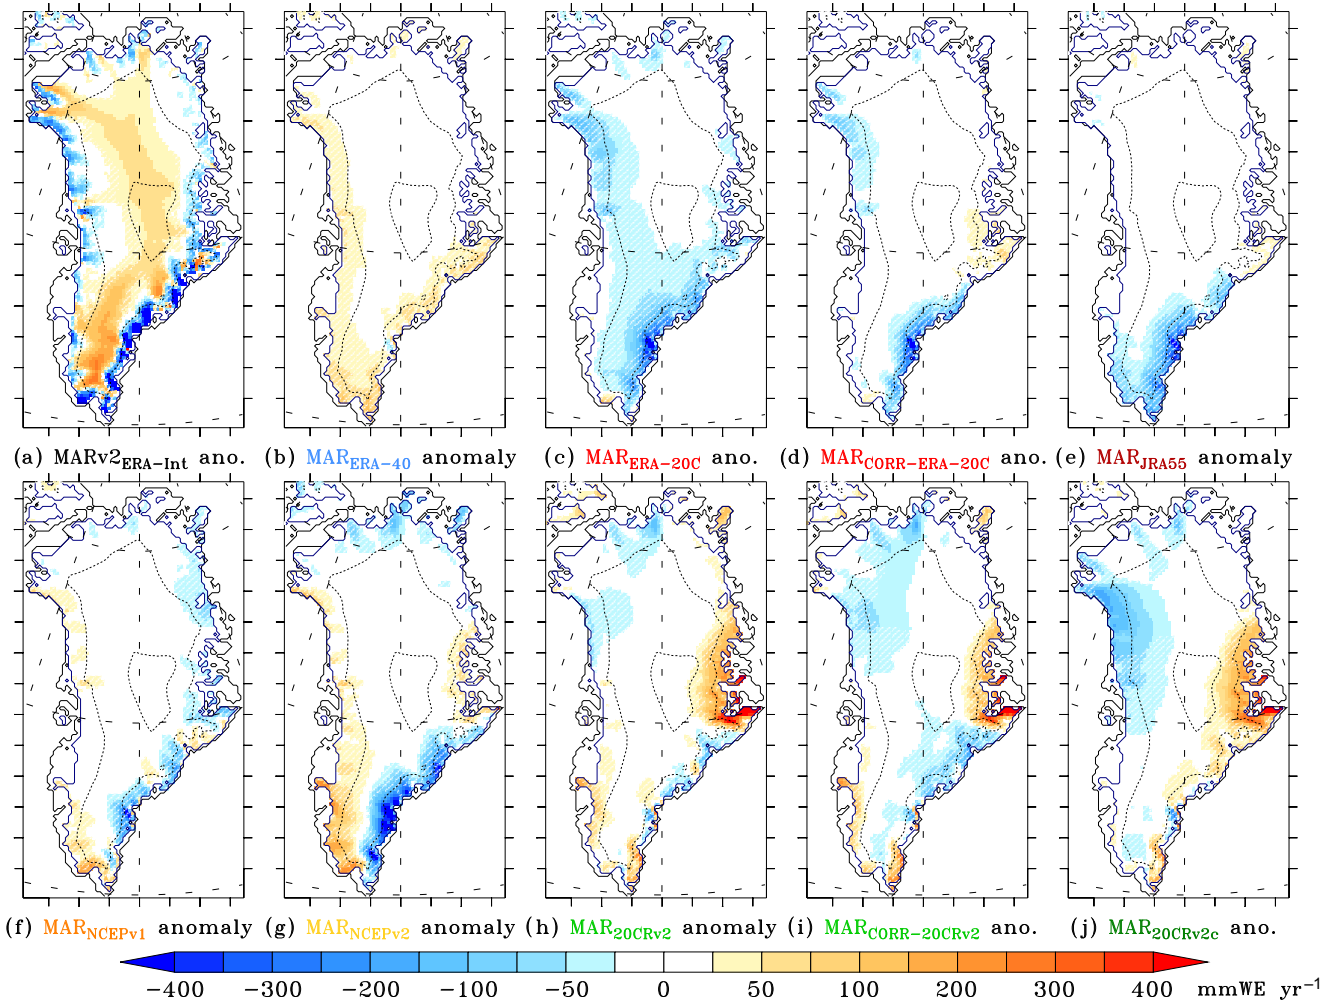 (a) MARv2ERA-Int ano. (b) MARERA-40 anomaly (c) MARERA-20C ano. (d) MARCORR-ERA-20C ano. (e) MARJRA55 anomaly
(f) MARNCEPv1 anomaly (g) MARNCEPv2 anomaly (h) MAR20CRv2 anomaly (i) MARCORR-20CRv2 ano. (j) MAR20CRv2c ano.
−400 −300 −200 −100 −50 0 50 100 200 300 400 mmWE yr⁻¹